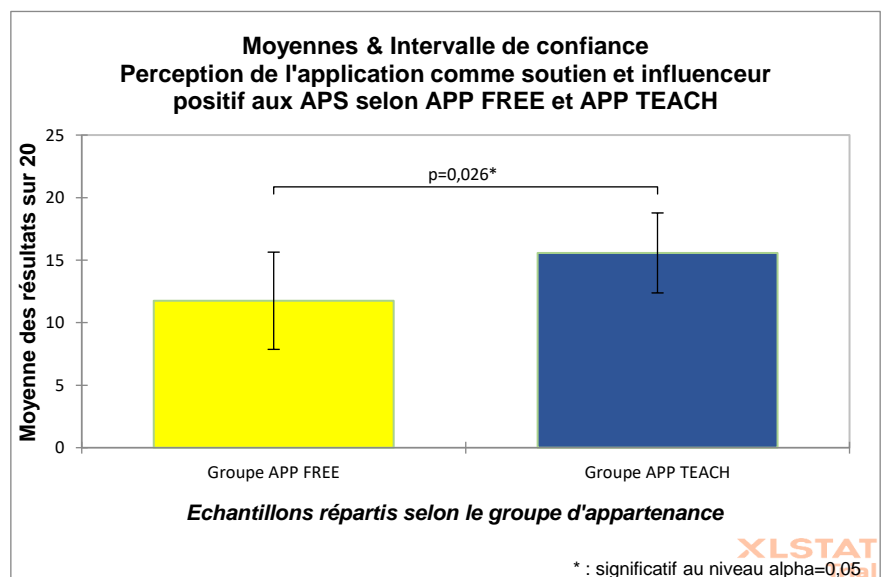 Moyennes & Intervalle de confiance
Perception de l'application comme soutien et influenceur
positif aux APS selon APP FREE et APP TEACH
Moyenne des résultats sur 20
25
20
15
10
5
0
p=0,026*
Groupe APP FREE
Groupe APP TEACH
Echantillons répartis selon le groupe d'appartenance
XLSTAT
* : significatif au niveau alpha=0,05